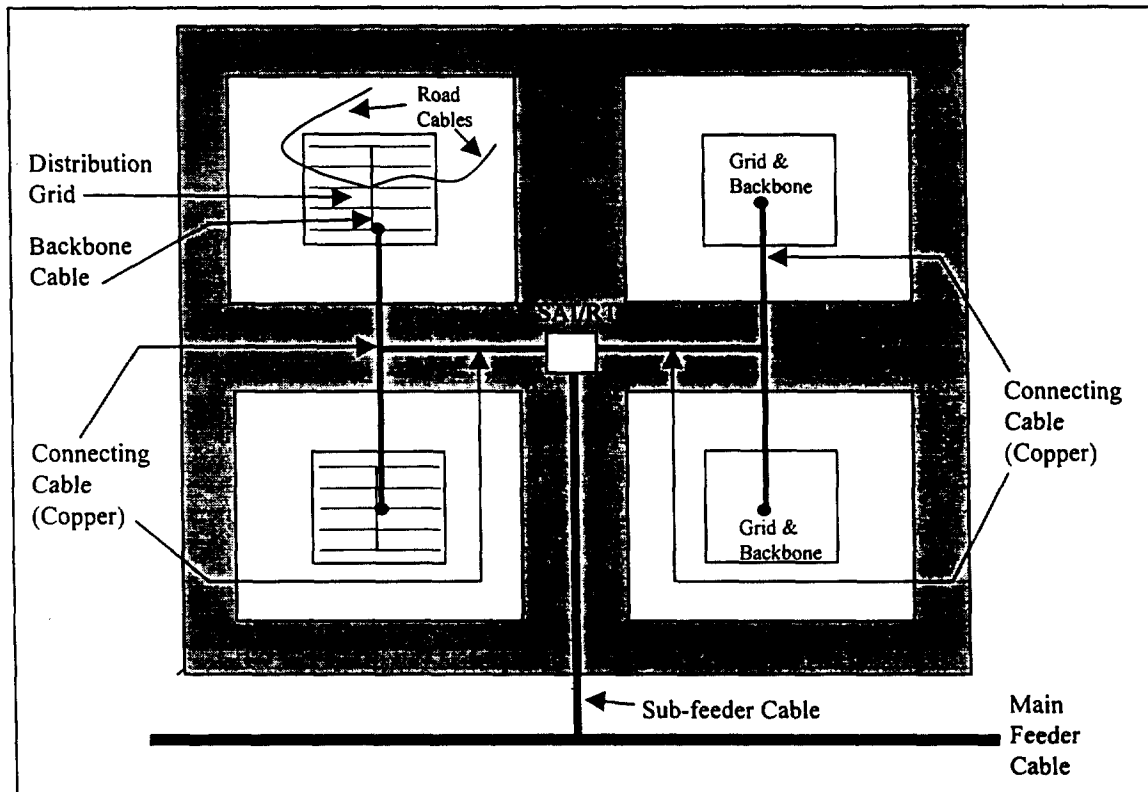 Road
Cables
Distribution
Grid
Backbone
Cable
Grid &
Backbone
SAI/RT
Connecting
Cable
(Copper)
Connecting
Cable
(Copper)
Grid &
Backbone
Sub-feeder Cable
Main
Feeder
Cable